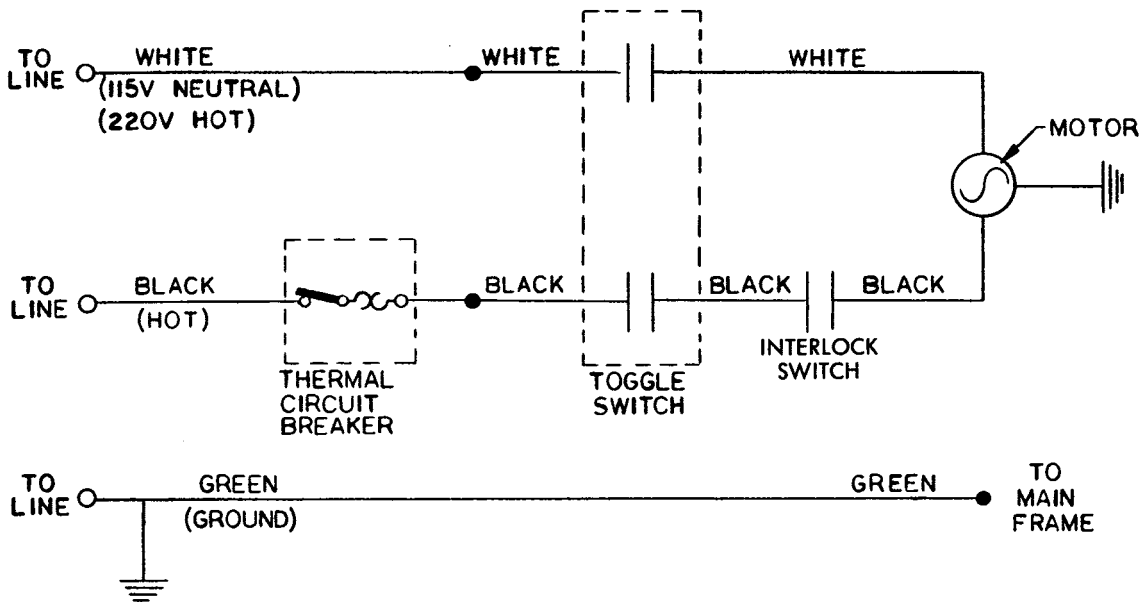 TO
LINE
WHITE
(115V NEUTRAL)
(220V HOT)
WHITE
WHITE
MOTOR
TO
LINE
BLACK
(HOT)
BLACK
BLACK
BLACK
THERMAL
CIRCUIT
BREAKER
TOGGLE
SWITCH
INTERLOCK
SWITCH
TO
LINE
GREEN
(GROUND)
GREEN
TO
MAIN
FRAME